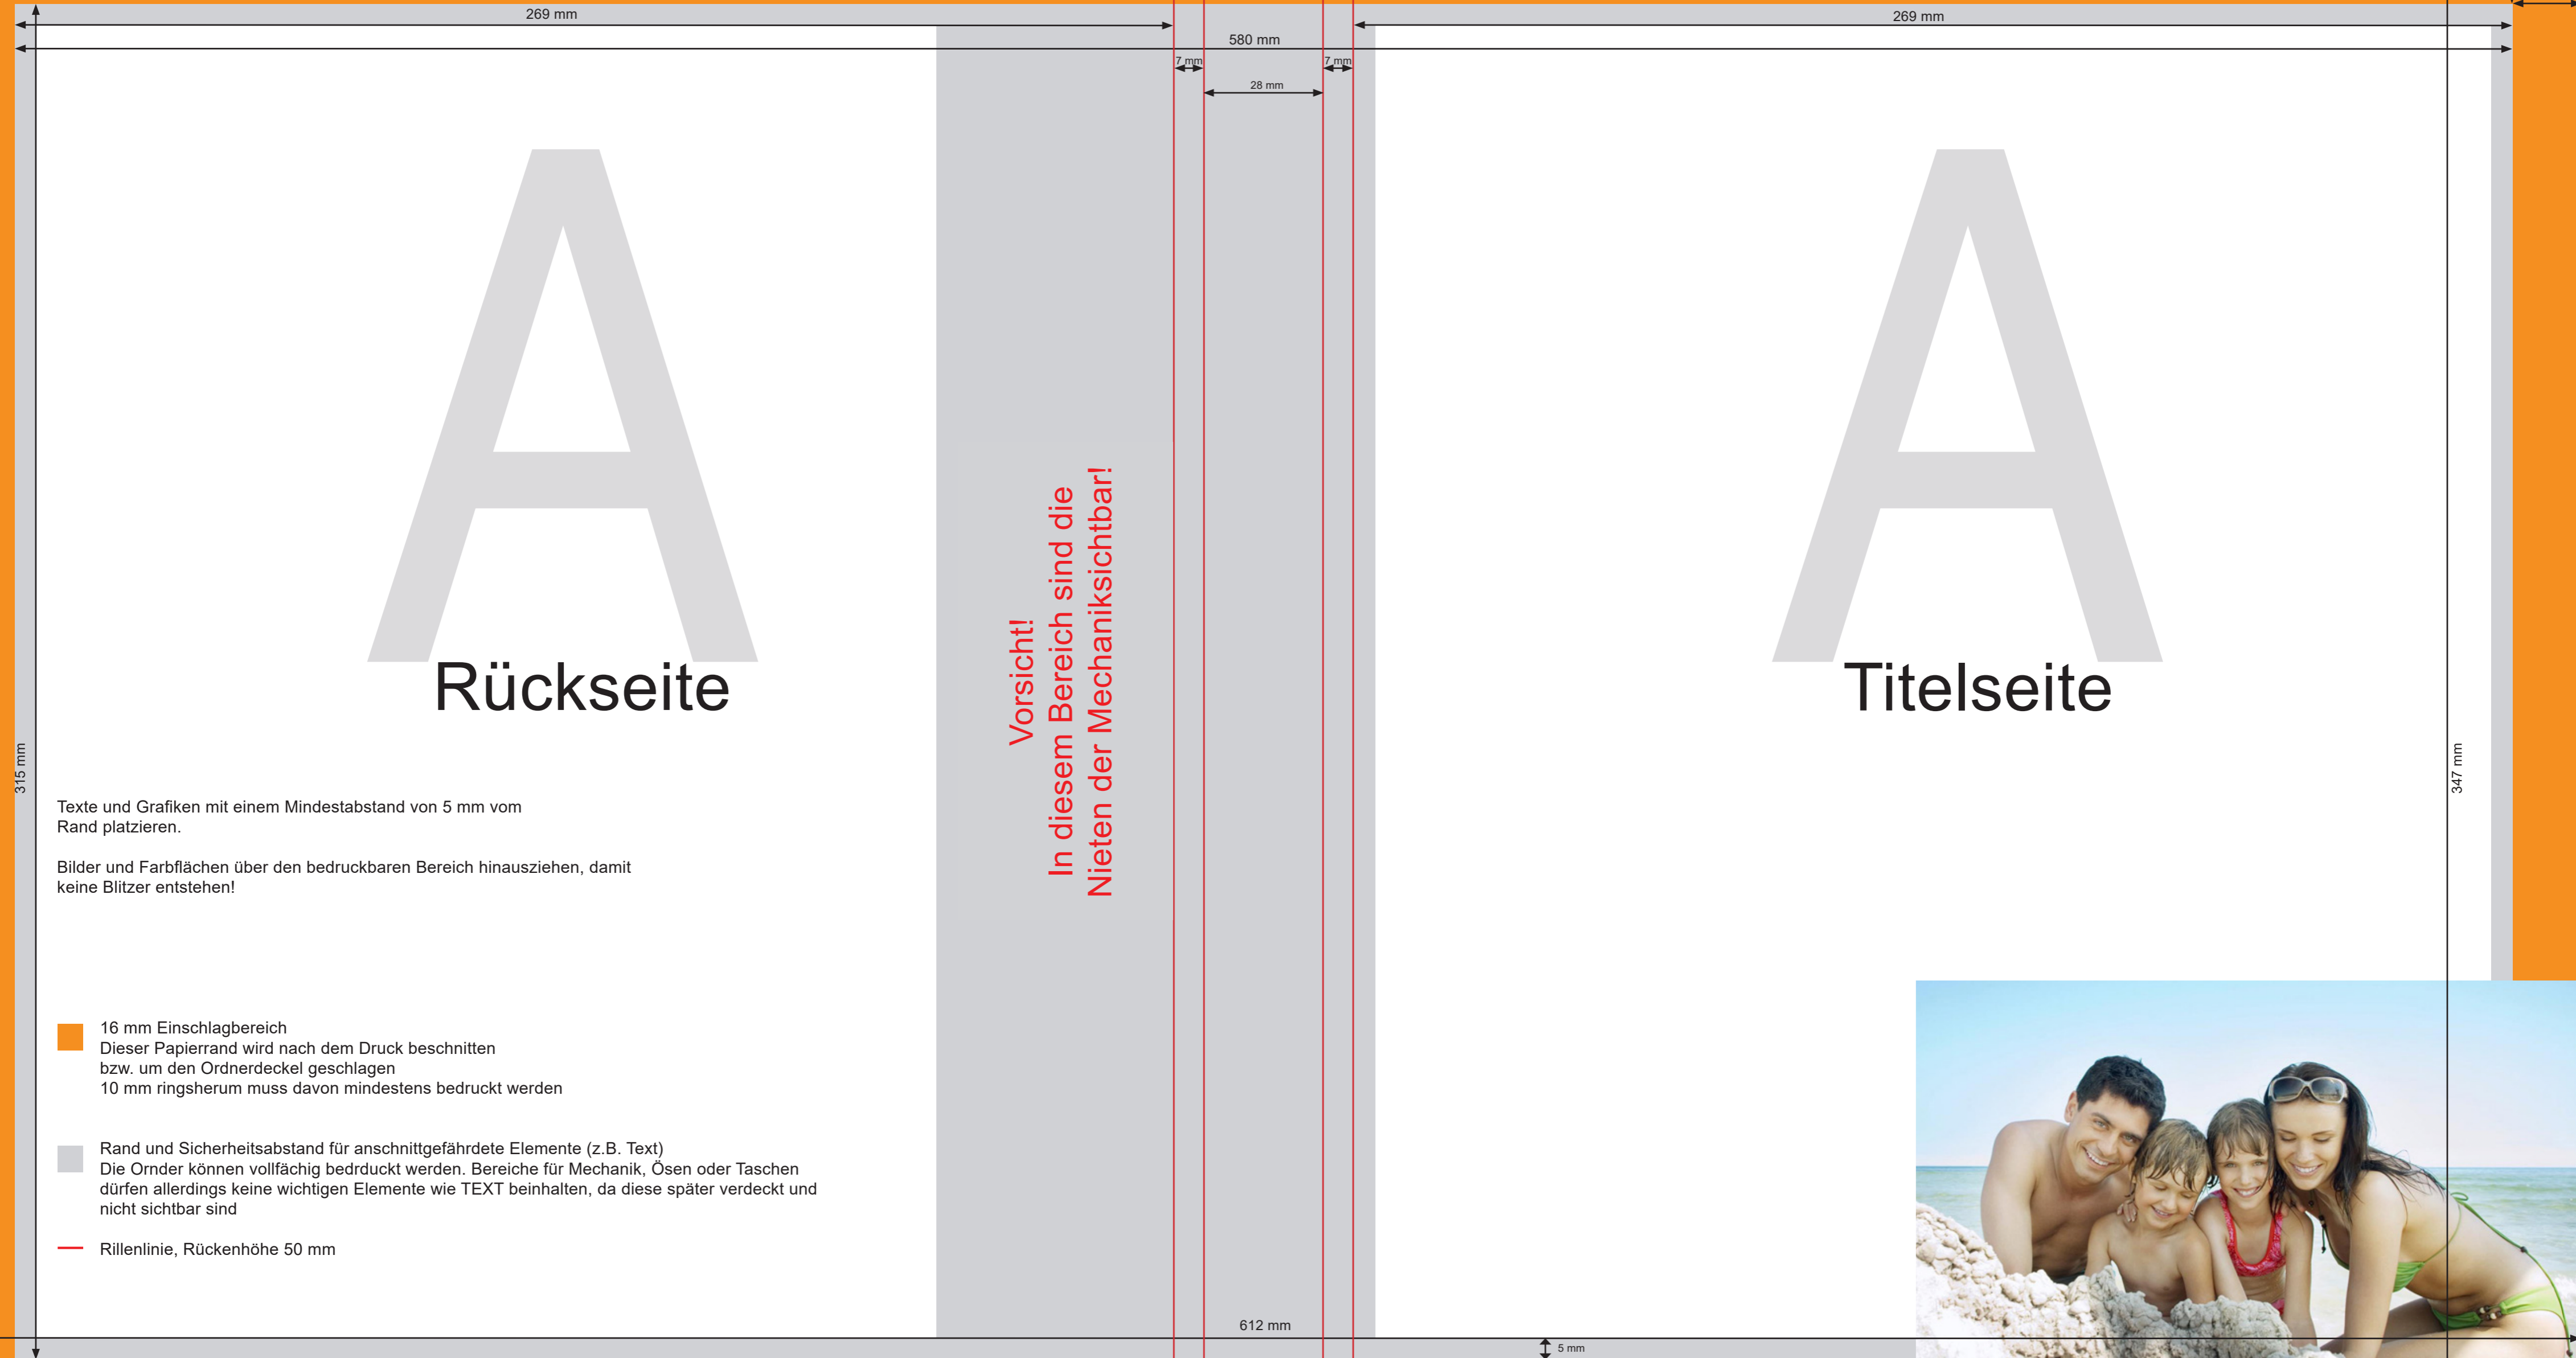 269 mm
269 mm
580 mm
7 mm
7 mm
28 mm
A
A
Rückseite
Titelseite
Vorsicht!
In diesem Bereich sind die
Nieten der Mechaniksichtbar!
315 mm
347 mm
Texte und Grafiken mit einem Mindestabstand von 5 mm vom
Rand platzieren.
Bilder und Farbflächen über den bedruckbaren Bereich hinausziehen, damit
keine Blitzer entstehen!
16 mm Einschlagbereich
Dieser Papierrand wird nach dem Druck beschnitten
bzw. um den Ordnerdeckel geschlagen
10 mm ringsherum muss davon mindestens bedruckt werden
Rand und Sicherheitsabstand für anschnittgefährdete Elemente (z.B. Text)
Die Ornder können vollfächig bedrduckt werden. Bereiche für Mechanik, Ösen oder Taschen
dürfen allerdings keine wichtigen Elemente wie TEXT beinhalten, da diese später verdeckt und
nicht sichtbar sind
Rillenlinie, Rückenhöhe 50 mm
612 mm
5 mm